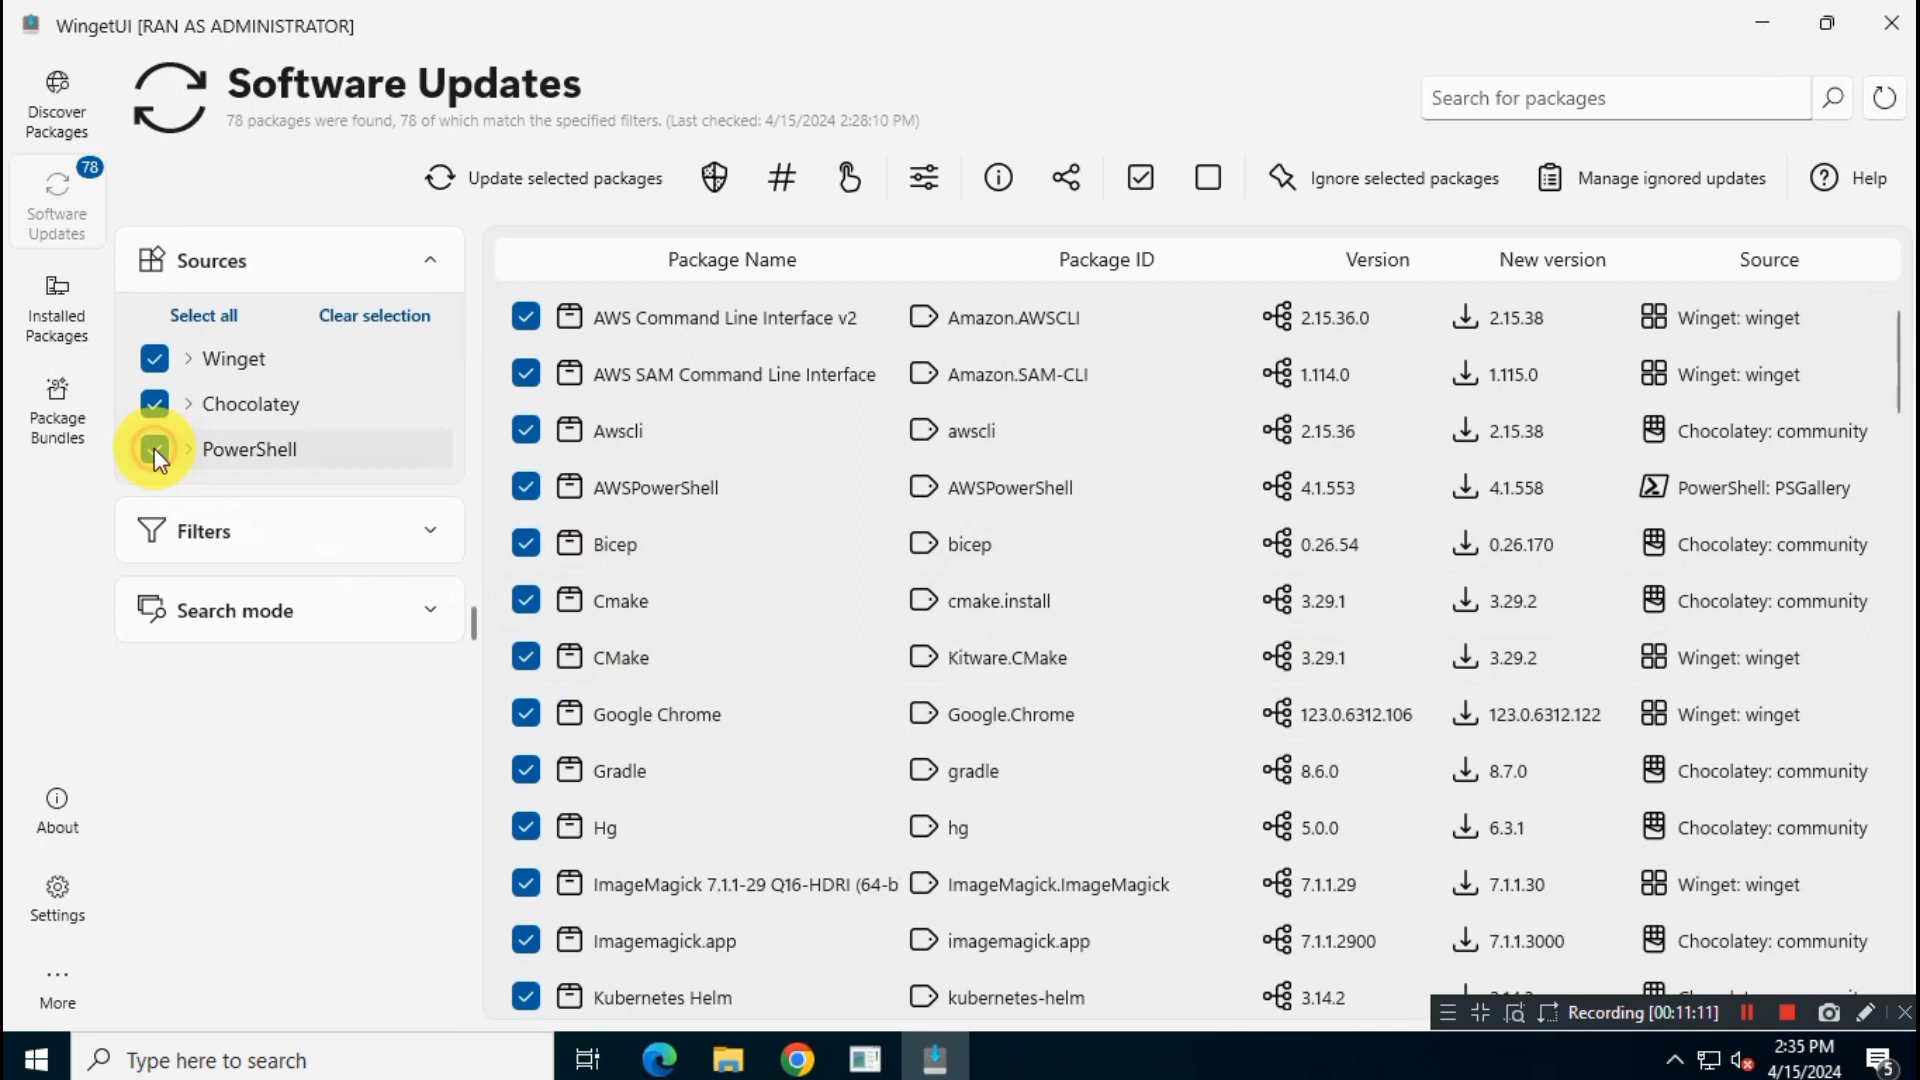 WingetUI [RAN AS ADMINISTRATOR]
Software Updates
78 packages were found, 78 of which match the specified filters. (Last checked: 4/15/2024 2:28:10 PM)
Search for packages
Discover
Packages
78
Software
Updates
Installed
Packages
Package
Bundles
About
Settings
More
Update selected packages
Ignore selected packages
Manage ignored updates
Help
Sources
Select all
Clear selection
Winget
Chocolatey
PowerShell
Filters
Search mode
Package Name Package ID Version New version Source
AWS Command Line Interface v2 Amazon.AWSCLI 2.15.36.0 2.15.38 Winget: winget
AWS SAM Command Line Interface Amazon.SAM-CLI 1.114.0 1.115.0 Winget: winget
Awscli awscli 2.15.36 2.15.38 Chocolatey: community
AWSPowerShell AWSPowerShell 4.1.553 4.1.558 PowerShell: PSGallery
Bicep bicep 0.26.54 0.26.170 Chocolatey: community
Cmake cmake.install 3.29.1 3.29.2 Chocolatey: community
CMake Kitware.CMake 3.29.1 3.29.2 Winget: winget
Google Chrome Google.Chrome 123.0.6312.106 123.0.6312.122 Winget: winget
Gradle gradle 8.6.0 8.7.0 Chocolatey: community
Hg hg 5.0.0 6.3.1 Chocolatey: community
ImageMagick 7.1.1-29 Q16-HDRI (64-b ImageMagick.ImageMagick 7.1.1.29 7.1.1.30 Winget: winget
Imagemagick.app imagemagick.app 7.1.1.2900 7.1.1.3000 Chocolatey: community
Kubernetes Helm kubernetes-helm 3.14.2
Recording [00:11:11]
Type here to search
2:35 PM
4/15/2024
5